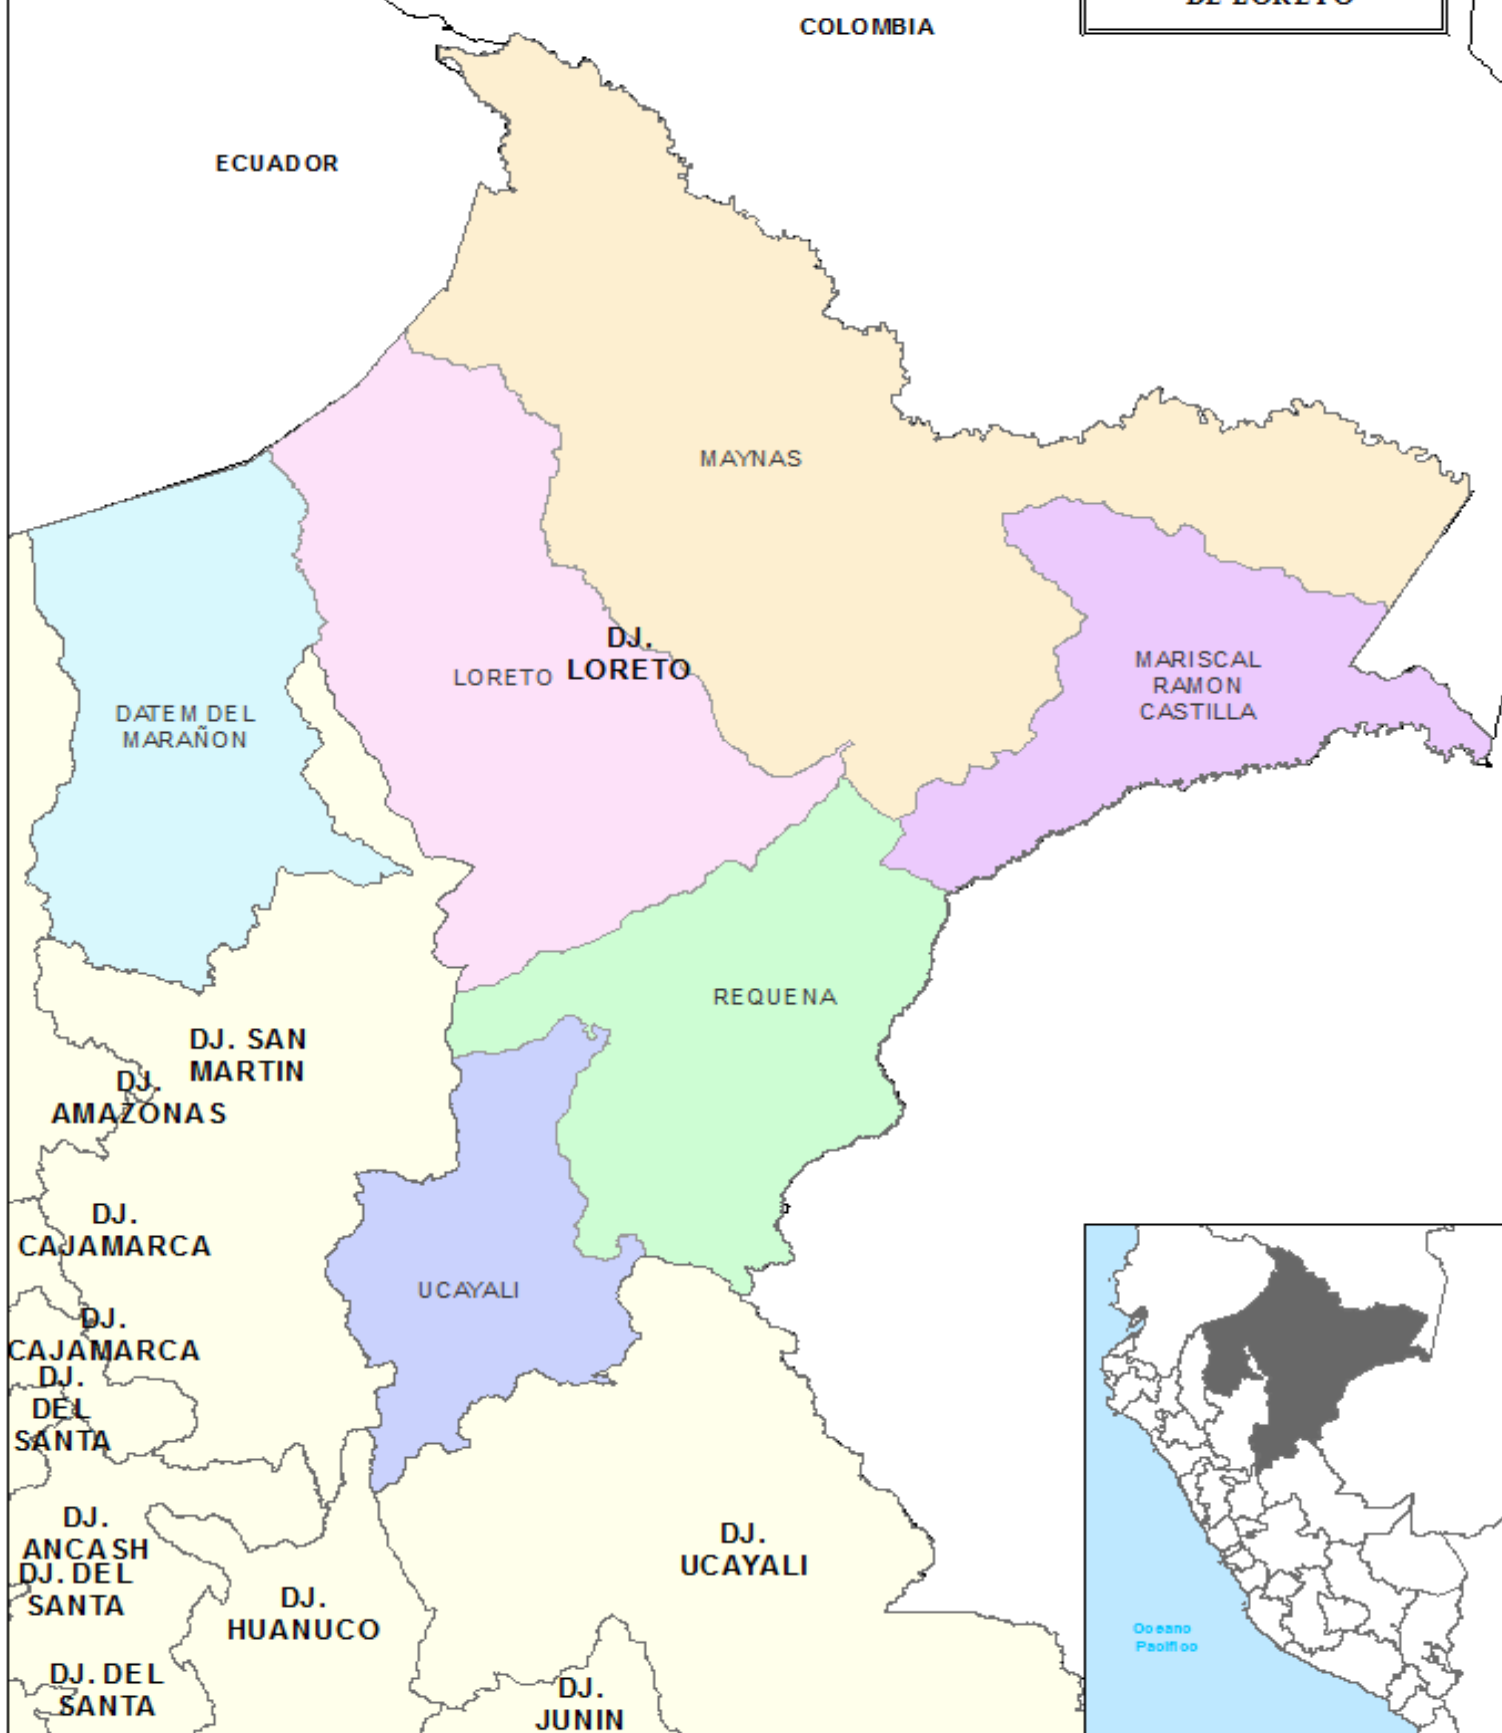 DE LORETO
COLOMBIA
ECUADOR
MAYNAS
DJ.
LORETO
LORETO
MARISCAL
RAMON
CASTILLA
DATEM DEL
MARAÑON
REQUENA
DJ. SAN
MARTIN
DJ.
AMAZONAS
DJ.
CAJAMARCA
UCAYALI
DJ.
CAJAMARCA
DJ.
DEL
SANTA
DJ.
ANCASH
DJ. DEL
SANTA
DJ.
UCAYALI
DJ.
HUANUCO
DJ. DEL
SANTA
DJ.
JUNIN
Oceano
Pacifico